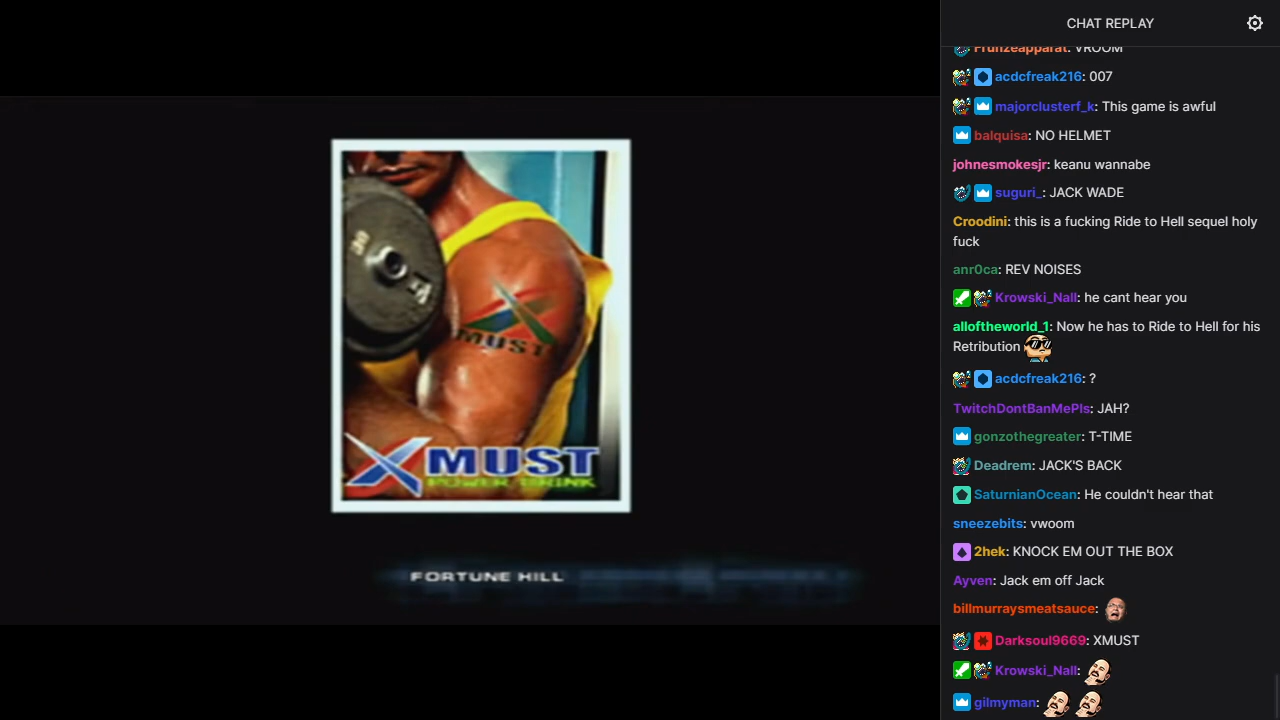 30
MUST
XMUST
POWER DRINK
FORTUNE HILL
CHAT REPLAY
Frunzeapparat: VROOM
acdcfreak216: 007
majorclusterf_k: This game is awful
balquisa: NO HELMET
johnesmokesjr: keanu wannabe
suguri_: JACK WADE
Croodini: this is a fucking Ride to Hell sequel holy
fuck
anr0ca: REV NOISES
Krowski_Nall: he cant hear you
alloftheworld_1: Now he has to Ride to Hell for his
Retribution
acdcfreak216: ?
TwitchDontBanMePls: JAH?
gonzothegreater: T-TIME
Deadrem: JACK'S BACK
SaturnianOcean: He couldn't hear that
sneezebits: vwoom
2hek: KNOCK EM OUT THE BOX
Ayven: Jack em off Jack
billmurraysmeatsauce:
Darksoul9669: XMUST
Krowski_Nall:
gilmyman: